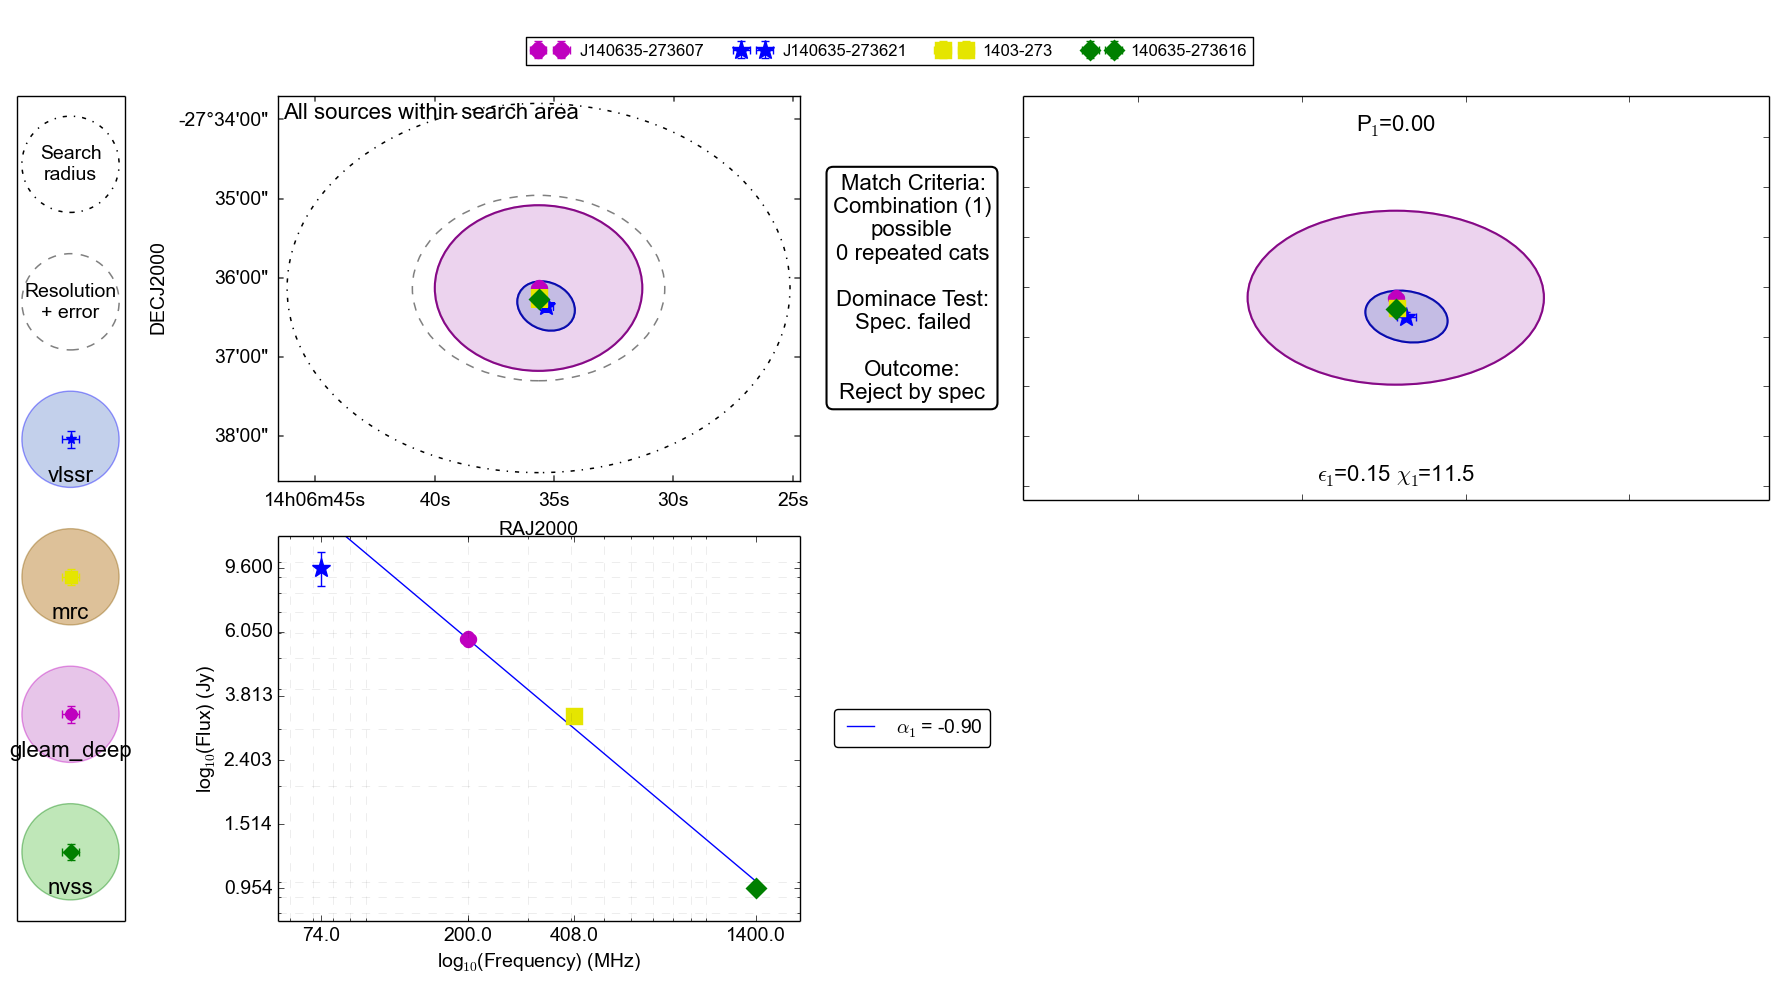 J140635-273607 J140635-273621 1403-273 140635-273616
Search
radius
Resolution
+ error
vlssr
mrc
gleam_deep
nvss
All sources within search area
DECJ2000
-27°34'00"
35'00"
36'00"
37'00"
38'00"
14h06m45s 40s 35s 30s 25s
RAJ2000
Match Criteria:
Combination (1)
possible
0 repeated cats
Dominace Test:
Spec. failed
Outcome:
Reject by spec
P₁=0.00
ϵ₁=0.15 χ₁=11.5
log₁₀(Flux) (Jy)
9.600
6.050
3.813
2.403
1.514
0.954
74.0 200.0 408.0 1400.0
log₁₀(Frequency) (MHz)
α₁ = -0.90